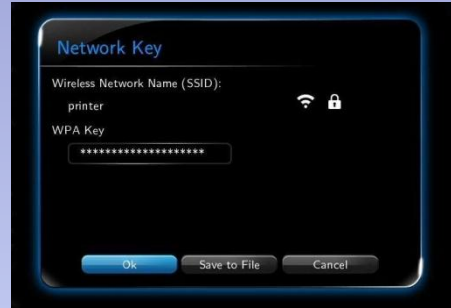 Network Key
Wireless Network Name (SSID):
printer
WPA Key
********************
Ok Save to File Cancel